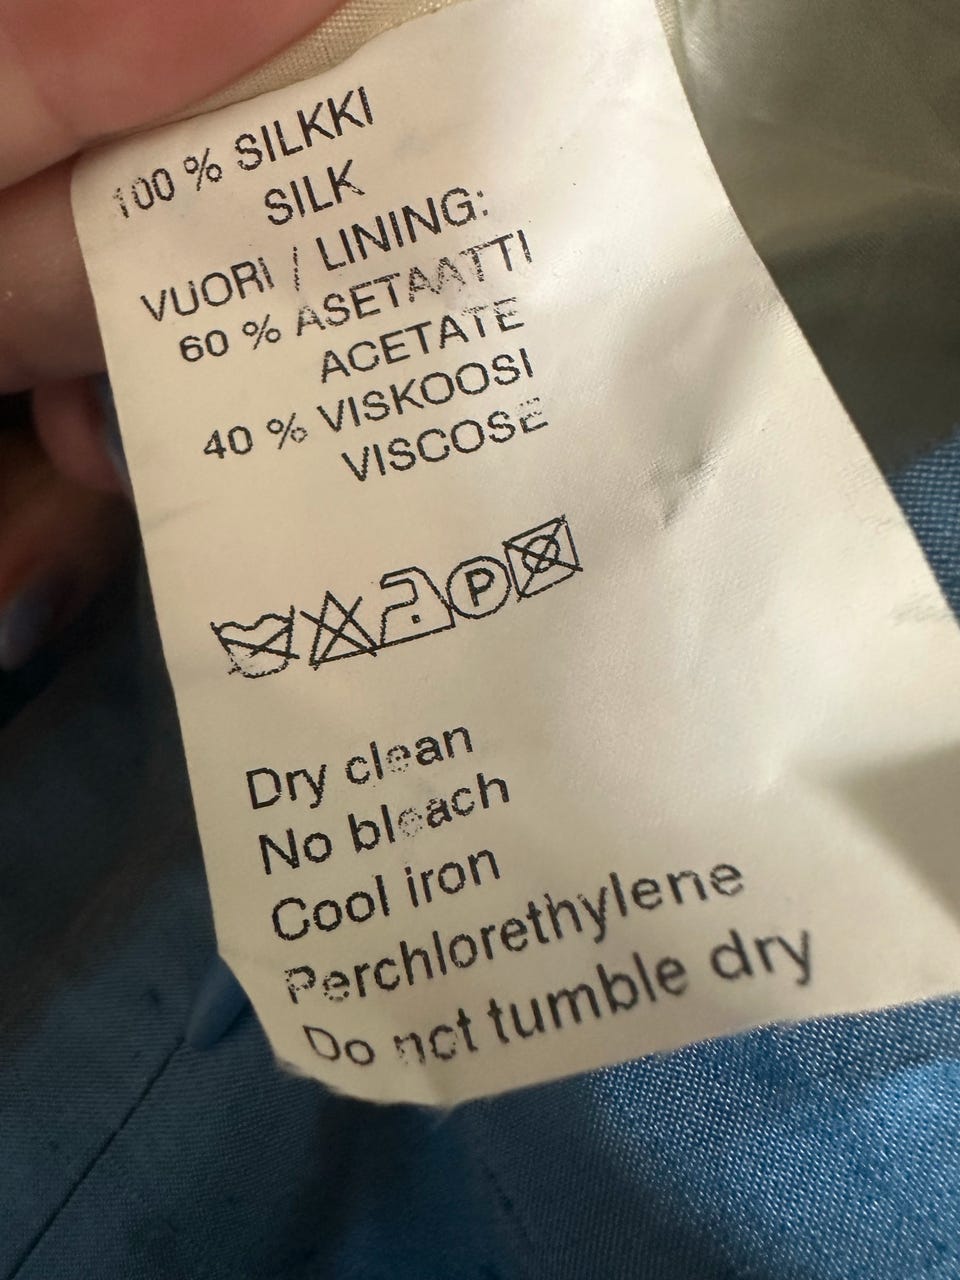 100 % SILKKI
SILK
VUORI / LINING:
60 % ASETAATTI
ACETATE
40 % VISKOOSI
VISCOSE
P
Dry clean
No bleach
Cool iron
Perchlorethylene
Do not tumble dry